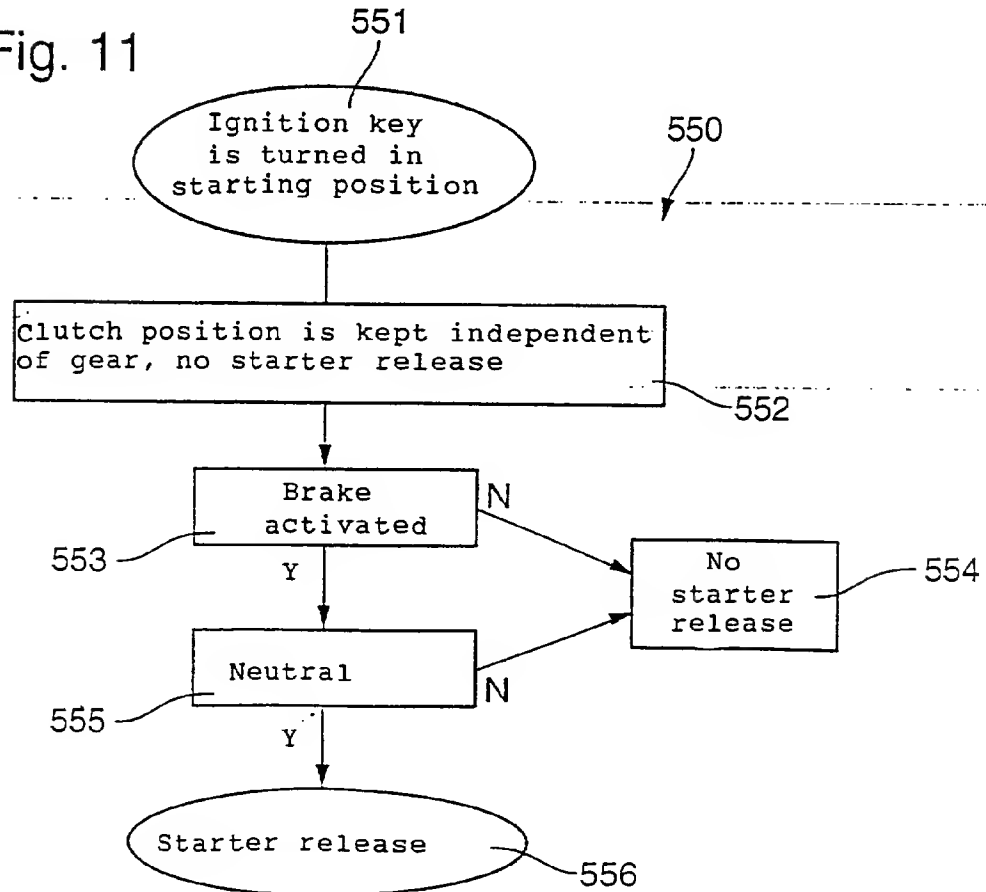 Fig. 11
551
Ignition key
is turned in
starting position
550
Clutch position is kept independent
of gear, no starter release
552
Brake
activated
N
553
Y
No
starter
release
554
Neutral
N
555
Y
Starter release
556